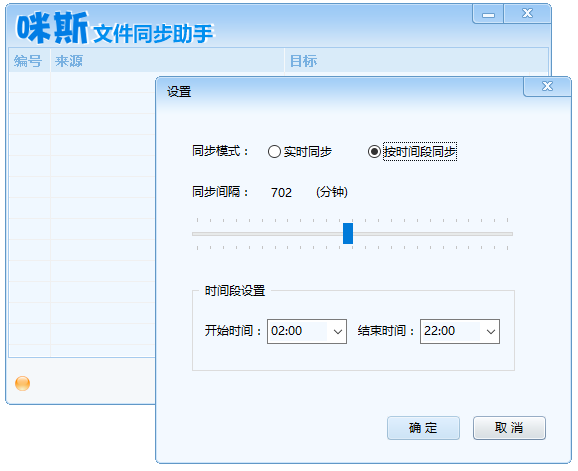 咪斯 文件同步助手
编号 来源 目标
设置
同步模式： 实时同步 按时间段同步
同步间隔： 702 (分钟)
时间段设置
开始时间： 02:00 结束时间： 22:00
确 定 取 消